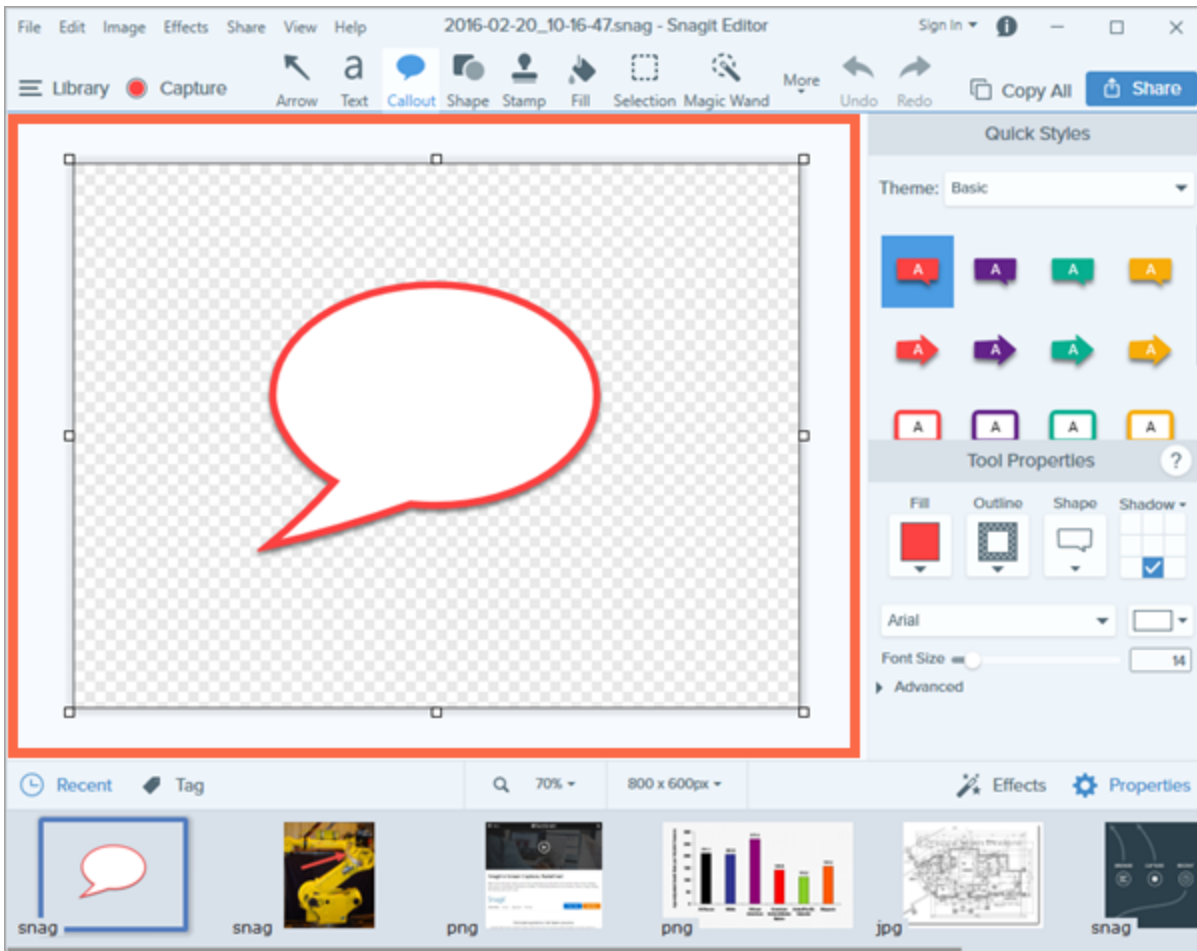 File Edit Image Effects Share View Help 2016-02-20_10-16-47.snag - Snagit Editor Sign In
Library Capture Arrow Text Callout Shape Stamp Fill Selection Magic Wand More Undo Redo Copy All Share
a
Quick Styles
Theme: Basic
A A A A
A A A A
A A A A
Tool Properties ?
Fill Outline Shape Shadow
Arial
Font Size 14
Advanced
Recent Tag 70% 800 x 600px Effects Properties
snag snag png png jpg snag